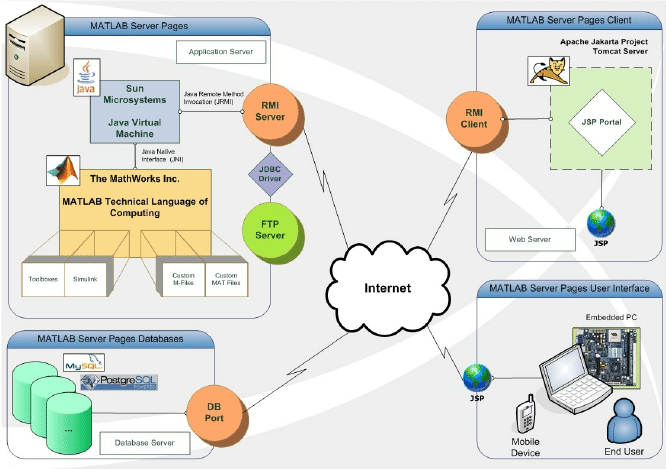 MATLAB Server Pages
Application Server
Java
Sun
Microsystems
Java Virtual
Machine
Java Remote Method
Invocation (JRMI)
RMI
Server
Java Native
Interface (JNI)
The MathWorks Inc.
MATLAB Technical Language of
Computing
JDBC
Driver
FTP
Server
Toolboxes
Simulink
Custom
M-Files
Custom
MAT Files
MATLAB Server Pages Client
Apache Jakarta Project
Tomcat Server
RMI
Client
JSP Portal
JSP
Web Server
Internet
MATLAB Server Pages Databases
MySQL
PostgreSQL
DB
Port
Database Server
MATLAB Server Pages User Interface
Embedded PC
JSP
Mobile
Device
End User